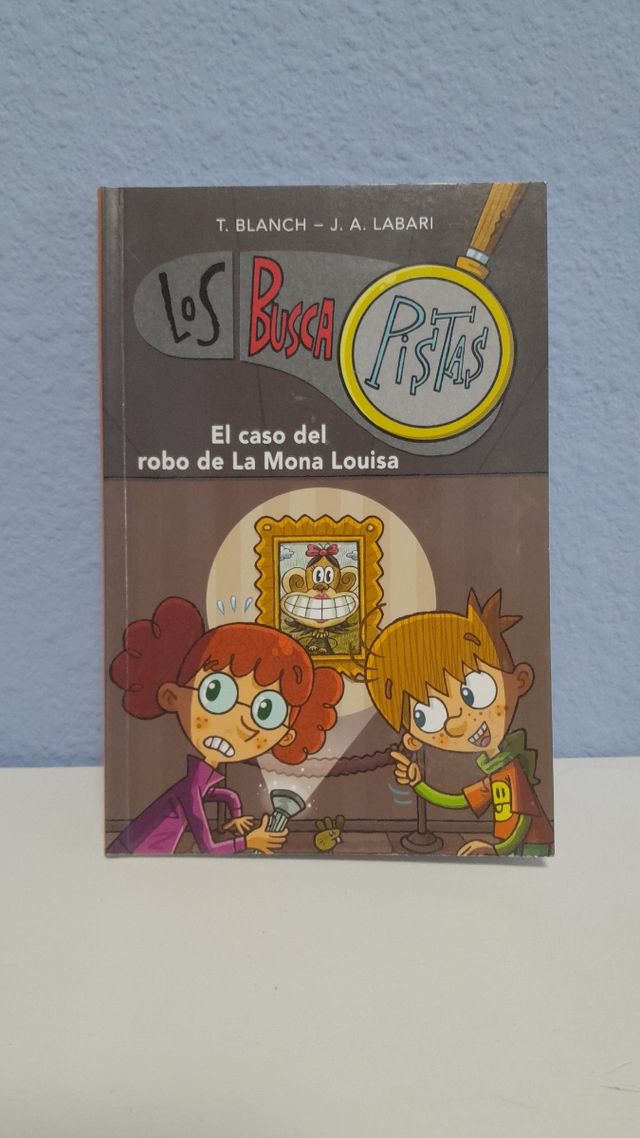 T. BLANCH – J. A. LABARI
Los Busca Pistas
El caso del
robo de La Mona Louisa